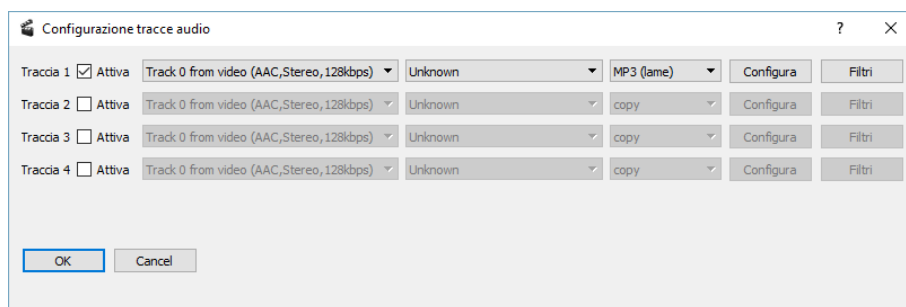 Configurazione tracce audio ?
Traccia 1 Attiva Track 0 from video (AAC,Stereo,128kbps) Unknown MP3 (lame) Configura Filtri
Traccia 2 Attiva Track 0 from video (AAC,Stereo,128kbps) Unknown copy Configura Filtri
Traccia 3 Attiva Track 0 from video (AAC,Stereo,128kbps) Unknown copy Configura Filtri
Traccia 4 Attiva Track 0 from video (AAC,Stereo,128kbps) Unknown copy Configura Filtri
OK Cancel